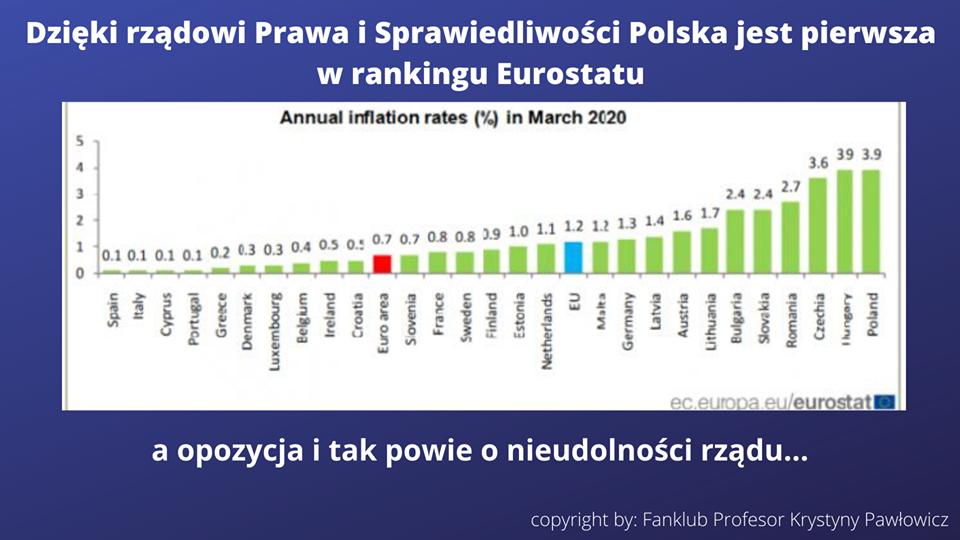 Dzięki rządowi Prawa i Sprawiedliwości Polska jest pierwsza
w rankingu Eurostatu
Annual inflation rates (%) in March 2020
5
4
3
2
1
0
0.1 0.1 0.1 0.1 0.2 0.3 0.3 0.4 0.5 0.5 0.7 0.7 0.8 0.8 0.9 1.0 1.1 1.2 1.2 1.3 1.4 1.6 1.7 2.4 2.4 2.7 3.6 39 3.9
Spain
Italy
Cyprus
Portugal
Greece
Denmark
Luxembourg
Belgium
Ireland
Croatia
Euro area
Slovenia
France
Sweden
Finland
Estonia
Netherlands
EU
Malta
Germany
Latvia
Austria
Lithuania
Bulgaria
Slovakia
Romania
Czechia
Hungary
Poland
ec.europa.eu/eurostat
a opozycja i tak powie o nieudolności rządu...
copyright by: Fanklub Profesor Krystyny Pawłowicz